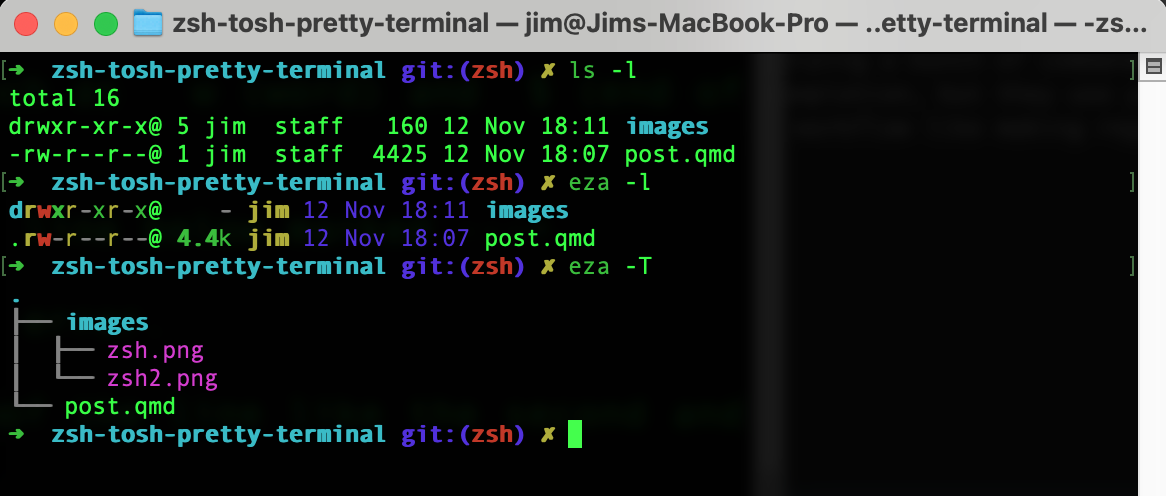 zsh-tosh-pretty-terminal — jim@Jims-MacBook-Pro — ..etty-terminal — -zs...
[➜  zsh-tosh-pretty-terminal git:(zsh) ✗ ls -l ]
total 16
drwxr-xr-x@ 5 jim  staff   160 12 Nov 18:11 images
-rw-r--r--@ 1 jim  staff  4425 12 Nov 18:07 post.qmd
[➜  zsh-tosh-pretty-terminal git:(zsh) ✗ eza -l ]
drwxr-xr-x@    - jim 12 Nov 18:11 images
.rw-r--r--@ 4.4k jim 12 Nov 18:07 post.qmd
[➜  zsh-tosh-pretty-terminal git:(zsh) ✗ eza -T ]
.
├── images
│  ├── zsh.png
│  └── zsh2.png
└── post.qmd
➜  zsh-tosh-pretty-terminal git:(zsh) ✗